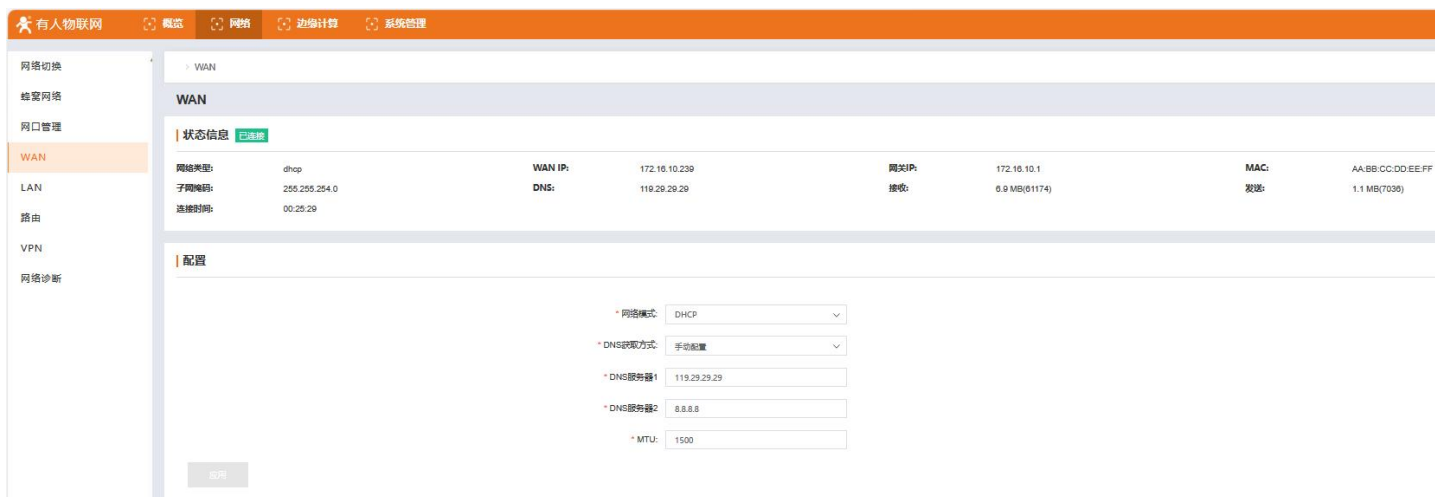 有人物联网 概览 网络 边缘计算 系统管理
网络切换
蜂窝网络
网口管理
WAN
LAN
路由
VPN
网络诊断
> WAN
WAN
状态信息 已连接
网络类型: dhcp WAN IP: 172.16.10.239 网关IP: 172.16.10.1 MAC: AA:BB:CC:DD:EE:FF
子网掩码: 255.255.254.0 DNS: 119.29.29.29 接收: 6.9 MB(61174) 发送: 1.1 MB(7036)
连接时间: 00:25:29
配置
* 网络模式: DHCP
* DNS获取方式: 手动配置
* DNS服务器1 119.29.29.29
* DNS服务器2 8.8.8.8
* MTU: 1500
应用